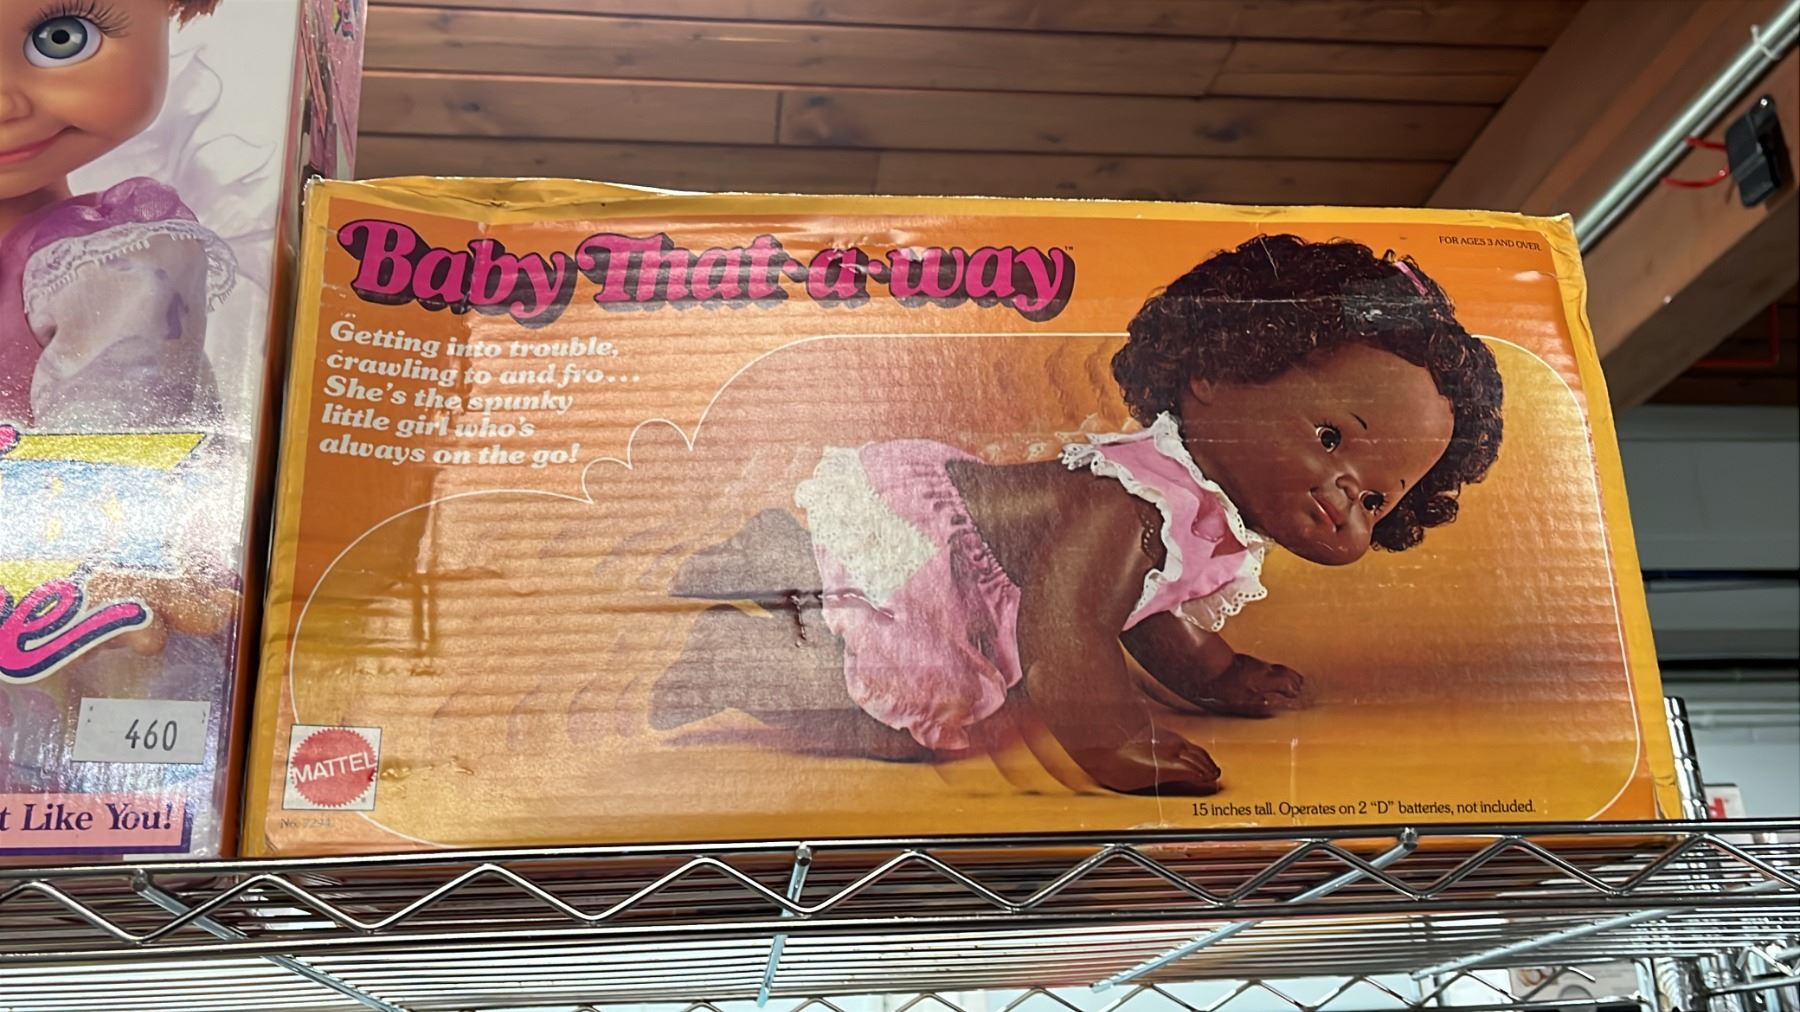 Baby That-a-way™
FOR AGES 3 AND OVER.
Getting into trouble,
crawling to and fro...
She's the spunky
little girl who's
always on the go!
MATTEL
15 inches tall. Operates on 2 “D” batteries, not included.
460
t Like You!